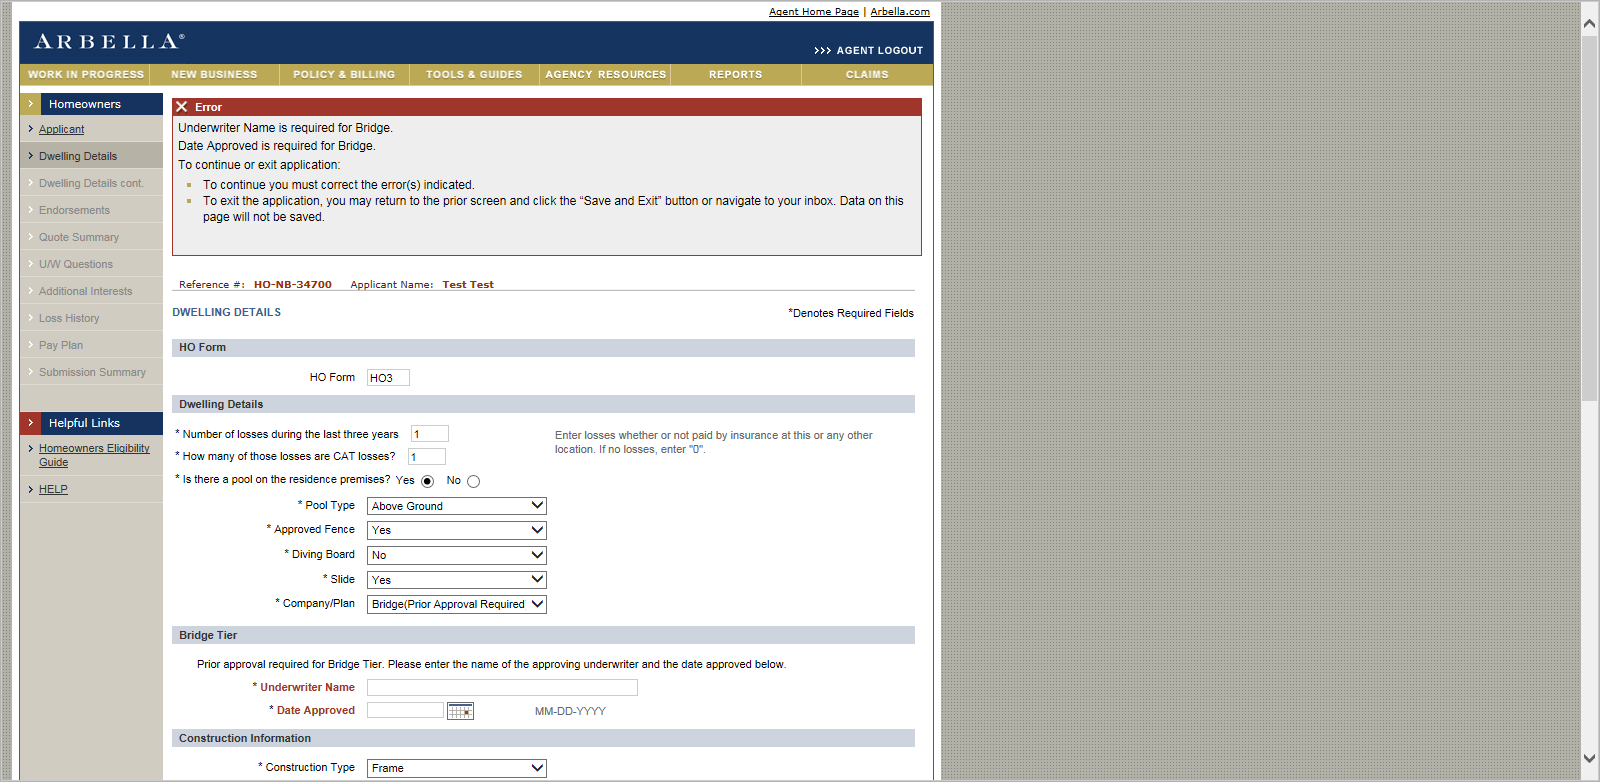 Agent Home Page | Arbella.com
ARBELLA®
>>> AGENT LOGOUT
WORK IN PROGRESS NEW BUSINESS POLICY & BILLING TOOLS & GUIDES AGENCY RESOURCES REPORTS CLAIMS
Homeowners
Applicant
Dwelling Details
Dwelling Details cont.
Endorsements
Quote Summary
U/W Questions
Additional Interests
Loss History
Pay Plan
Submission Summary
Helpful Links
Homeowners Eligibility
Guide
HELP
Error
Underwriter Name is required for Bridge.
Date Approved is required for Bridge.
To continue or exit application:
To continue you must correct the error(s) indicated.
To exit the application, you may return to the prior screen and click the “Save and Exit” button or navigate to your inbox. Data on this
page will not be saved.
Reference #: HO-NB-34700 Applicant Name: Test Test
DWELLING DETAILS
*Denotes Required Fields
HO Form
HO Form HO3
Dwelling Details
* Number of losses during the last three years 1
Enter losses whether or not paid by insurance at this or any other
location. If no losses, enter "0".
* How many of those losses are CAT losses? 1
* Is there a pool on the residence premises? Yes No
* Pool Type Above Ground
* Approved Fence Yes
* Diving Board No
* Slide Yes
* Company/Plan Bridge(Prior Approval Required
Bridge Tier
Prior approval required for Bridge Tier. Please enter the name of the approving underwriter and the date approved below.
* Underwriter Name
* Date Approved MM-DD-YYYY
Construction Information
* Construction Type Frame